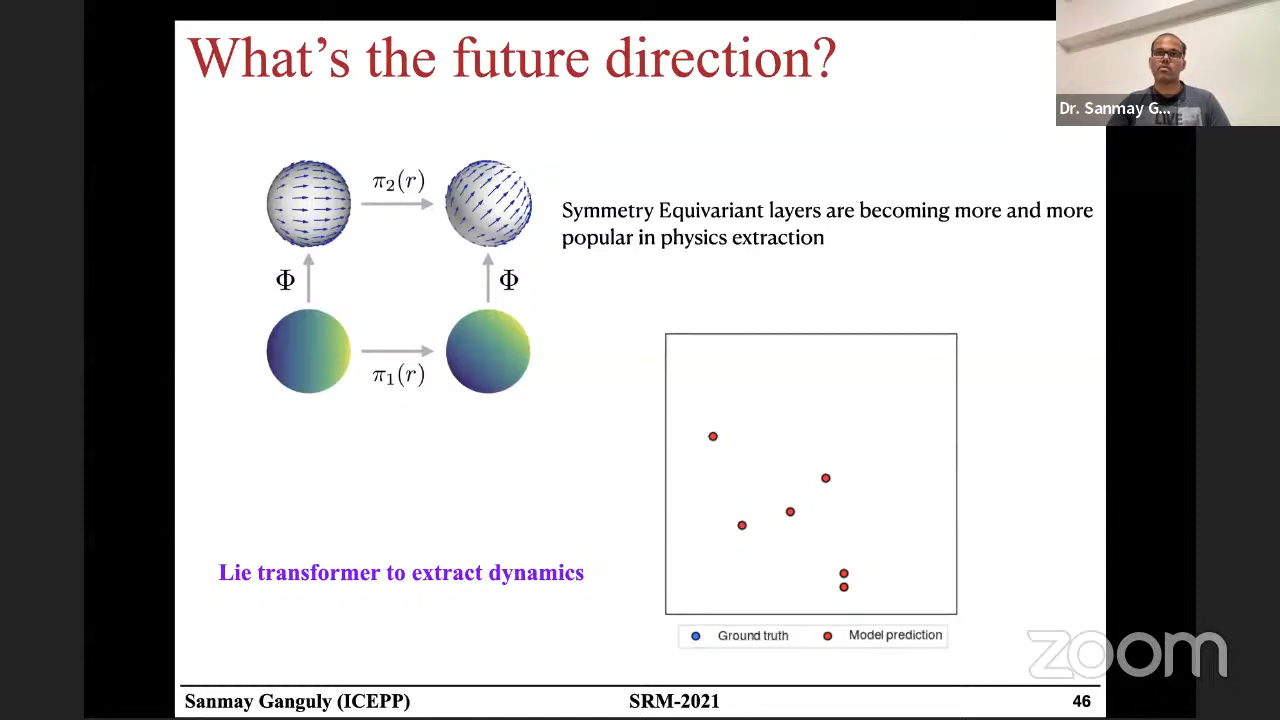 What's the future direction?
Dr. Sanmay G...
LIVE
π₂(r)
Φ
Φ
π₁(r)
Symmetry Equivariant layers are becoming more and more
popular in physics extraction
Lie transformer to extract dynamics
Ground truth
Model prediction
zoom
Sanmay Ganguly (ICEPP)
SRM-2021
46